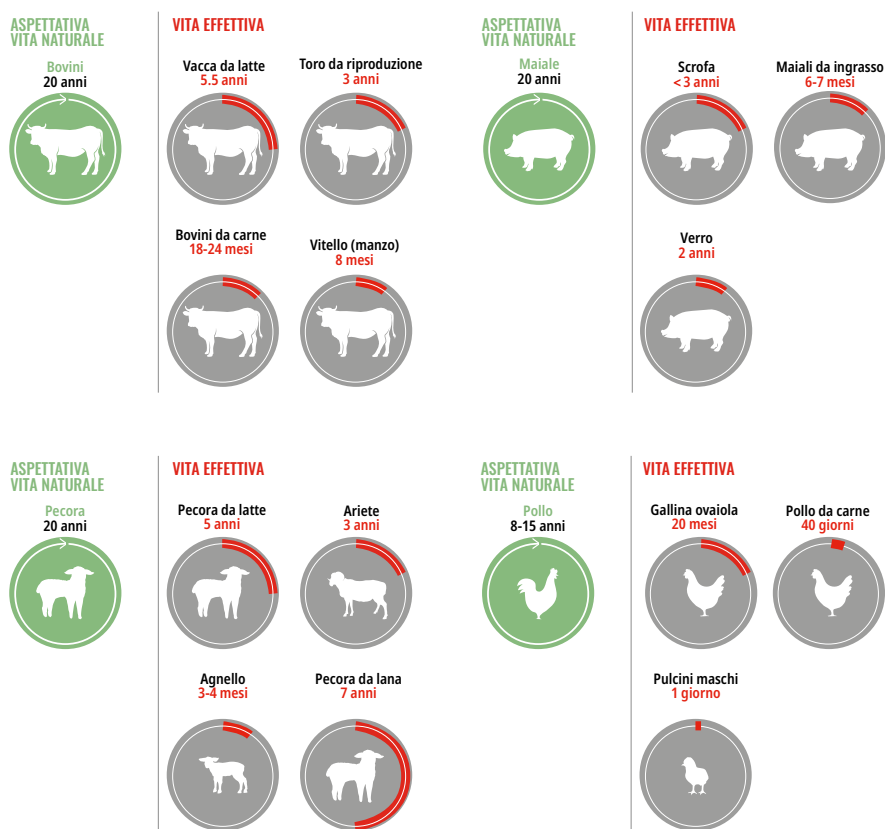 ASPETTATIVA
VITA NATURALE
Bovini
20 anni
VITA EFFETTIVA
Vacca da latte
5.5 anni
Toro da riproduzione
3 anni
Bovini da carne
18-24 mesi
Vitello (manzo)
8 mesi
ASPETTATIVA
VITA NATURALE
Maiale
20 anni
VITA EFFETTIVA
Scrofa
< 3 anni
Maiali da ingrasso
6-7 mesi
Verro
2 anni
ASPETTATIVA
VITA NATURALE
Pecora
20 anni
VITA EFFETTIVA
Pecora da latte
5 anni
Ariete
3 anni
Agnello
3-4 mesi
Pecora da lana
7 anni
ASPETTATIVA
VITA NATURALE
Pollo
8-15 anni
VITA EFFETTIVA
Gallina ovaiola
20 mesi
Pollo da carne
40 giorni
Pulcini maschi
1 giorno